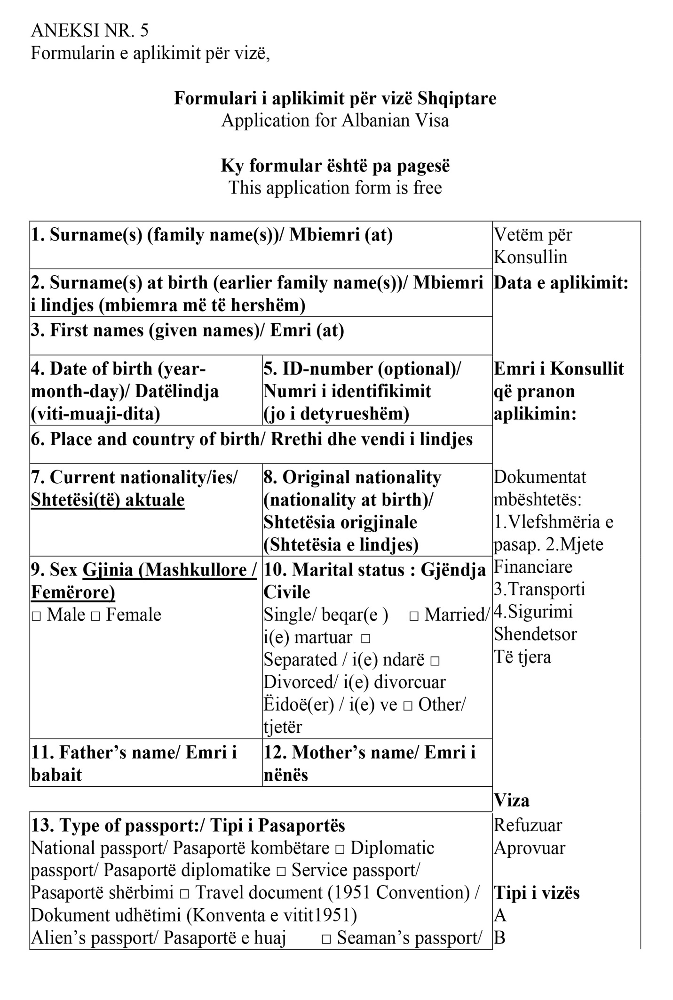 ANEKSI NR. 5
Formularin e aplikimit për vizë,
Formulari i aplikimit për vizë Shqiptare
Application for Albanian Visa
Ky formular është pa pagesë
This application form is free
1. Surname(s) (family name(s))/ Mbiemri (at)
2. Surname(s) at birth (earlier family name(s))/ Mbiemri
i lindjes (mbiemra më të hershëm)
3. First names (given names)/ Emri (at)
4. Date of birth (year-
month-day)/ Datëlindja
(viti-muaji-dita)
5. ID-number (optional)/
Numri i identifikimit
(jo i detyrueshëm)
6. Place and country of birth/ Rrethi dhe vendi i lindjes
7. Current nationality/ies/
Shtetësi(të) aktuale
8. Original nationality
(nationality at birth)/
Shtetësia origjinale
(Shtetësia e lindjes)
9. Sex Gjinia (Mashkullore /
Femërore)
□ Male □ Female
10. Marital status : Gjëndja
Civile
Single/ beqar(e ) □ Married/
i(e) martuar □
Separated / i(e) ndarë □
Divorced/ i(e) divorcuar
Ëidoë(er) / i(e) ve □ Other/
tjetër
11. Father’s name/ Emri i
babait
12. Mother’s name/ Emri i
nënës
13. Type of passport:/ Tipi i Pasaportës
National passport/ Pasaportë kombëtare □ Diplomatic
passport/ Pasaportë diplomatike □ Service passport/
Pasaportë shërbimi □ Travel document (1951 Convention) /
Dokument udhëtimi (Konventa e vitit1951)
Alien’s passport/ Pasaportë e huaj □ Seaman’s passport/
Vetëm për
Konsullin
Data e aplikimit:
Emri i Konsullit
që pranon
aplikimin:
Dokumentat
mbështetës:
1.Vlefshmëria e
pasap. 2.Mjete
Financiare
3.Transporti
4.Sigurimi
Shendetsor
Të tjera
Viza
Refuzuar
Aprovuar
Tipi i vizës
A
B